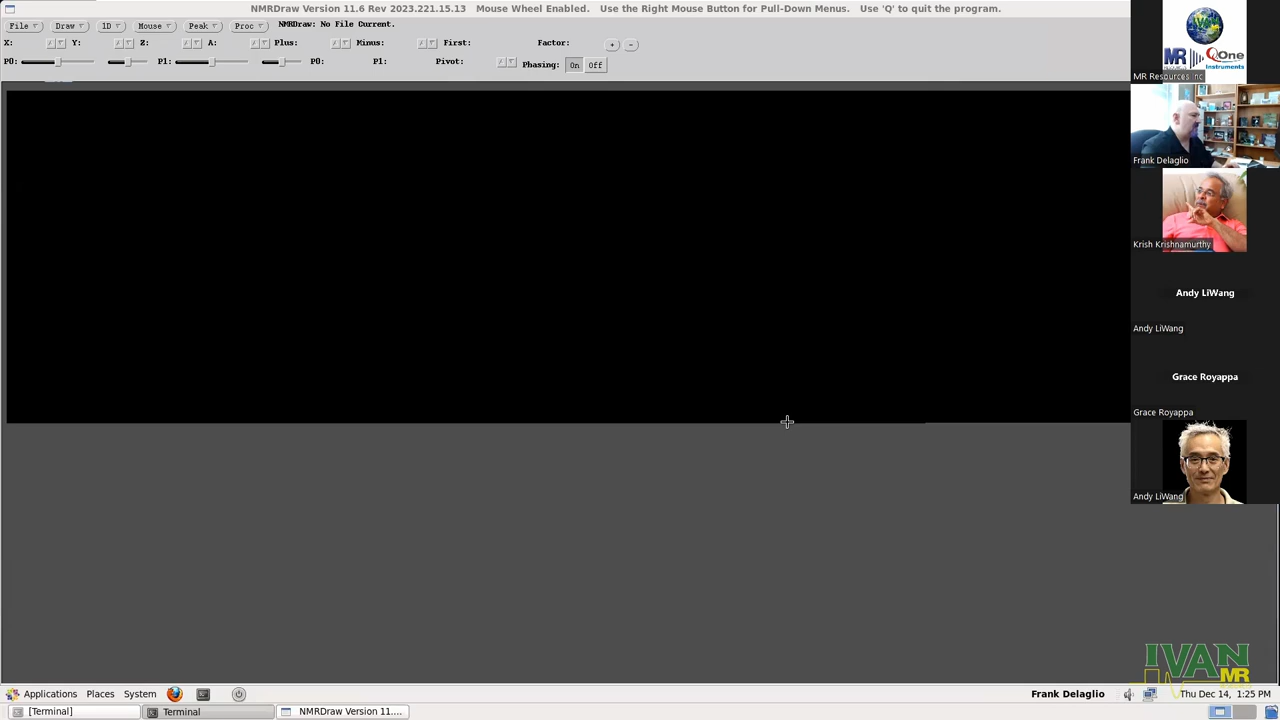 NMRDraw Version 11.6 Rev 2023.221.15.13 Mouse Wheel Enabled. Use the Right Mouse Button for Pull-Down Menus. Use 'Q' to quit the program.
File Draw 1D Mouse Peak Proc NMRDraw: No File Current.
X: Y: Z: A: Plus: Minus: First: Factor: + -
P0: P1: P0: P1: Pivot: Phasing: On Off
MR QOne
Instruments
MR Resources Inc
Frank Delaglio
Krish Krishnamurthy
Andy LiWang
Andy LiWang
Grace Royappa
Grace Royappa
Andy LiWang
IVAN
MR
Applications Places System Frank Delaglio Thu Dec 14, 1:25 PM
[Terminal] Terminal NMRDraw Version 11....